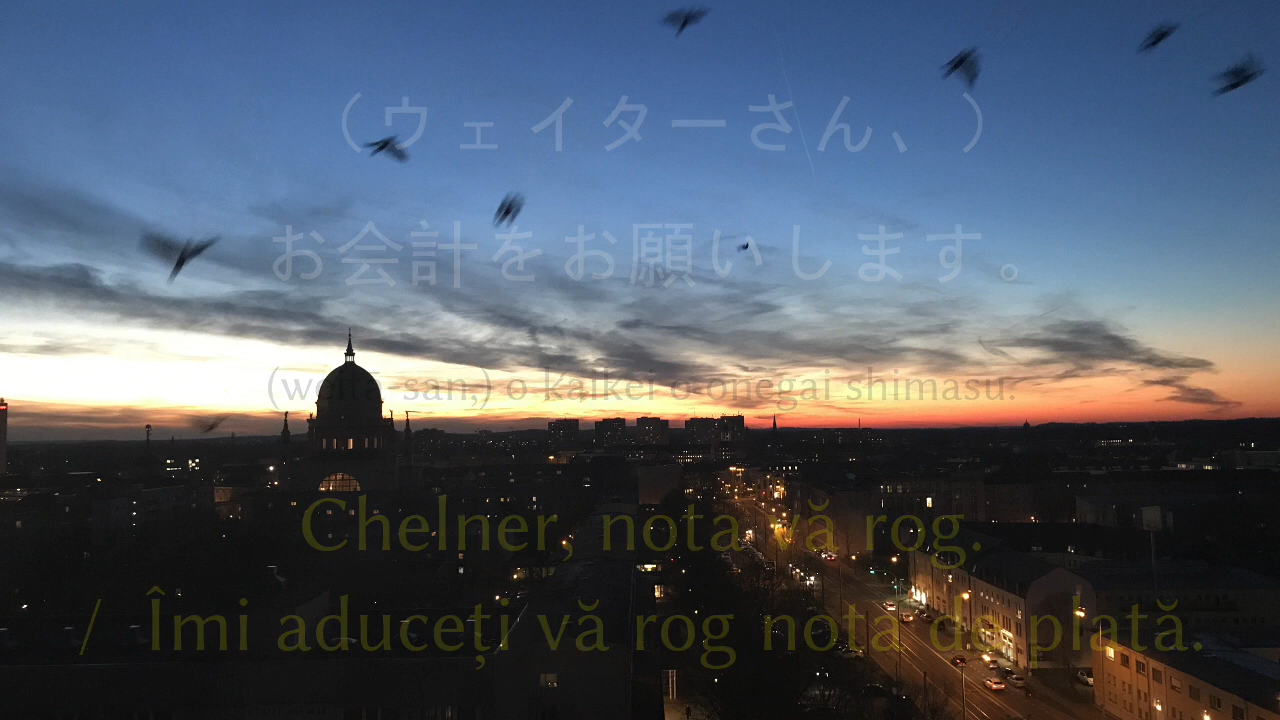 （ウェイターさん、）
お会計をお願いします。
(weitā san,) o kaikei o onegai shimasu.
Chelner, nota vă rog.
/ Îmi aduceți vă rog nota de plată.